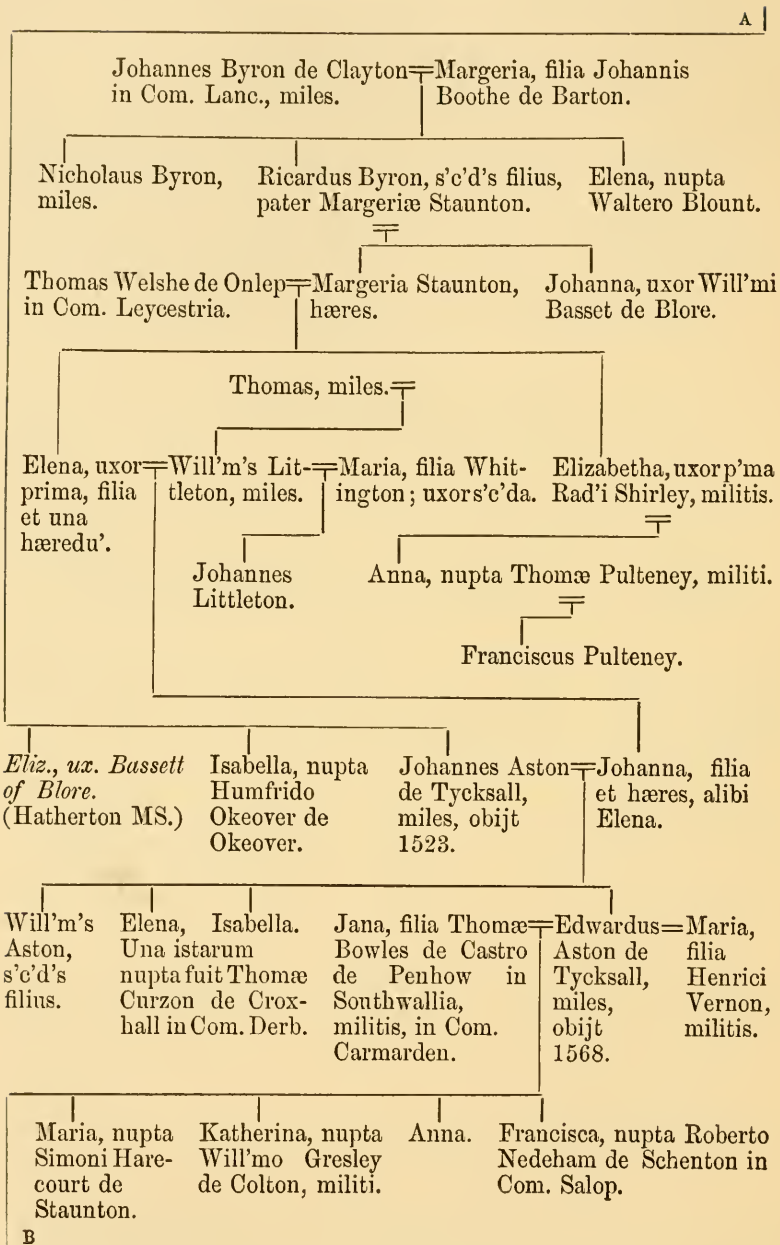 A
Johannes Byron de Clayton=Margeria, filia Johannis
in Com. Lanc., miles. Boothe de Barton.
Nicholaus Byron, Ricardus Byron, s'c'd's filius, Elena, nupta
miles. pater Margeriæ Staunton. Waltero Blount.
Thomas Welshe de Onlep=Margeria Staunton, Johanna, uxor Will'mi
in Com. Leycestria. hæres. Basset de Blore.
Thomas, miles.=
Elena, uxor=Will'm's Lit-=Maria, filia Whit- Elizabetha, uxor p'ma
prima, filia tleton, miles. ington; uxor s'c'da. Rad'i Shirley, militis.
et una
hæredu'.
Johannes Anna, nupta Thomæ Pulteney, militi.
Littleton.
Franciscus Pulteney.
Eliz., ux. Bassett Isabella, nupta Johannes Aston=Johanna, filia
of Blore. Humfrido de Tycksall, et hæres, alibi
(Hatherton MS.) Okeover de miles, obijt Elena.
Okeover. 1523.
Will'm's Elena, Isabella. Jana, filia Thomæ=Edwardus=Maria,
Aston, Una istarum Bowles de Castro Aston de filia
s'c'd's nupta fuit Thomæ de Penhow in Tycksall, Henrici
filius. Curzon de Crox- Southwallia, miles, Vernon,
hall in Com. Derb. militis, in Com. obijt militis.
Carmarden. 1568.
Maria, nupta Katherina, nupta Anna. Francisca, nupta Roberto
Simoni Hare- Will'mo Gresley Nedeham de Schenton in
court de de Colton, militi. Com. Salop.
Staunton.
B